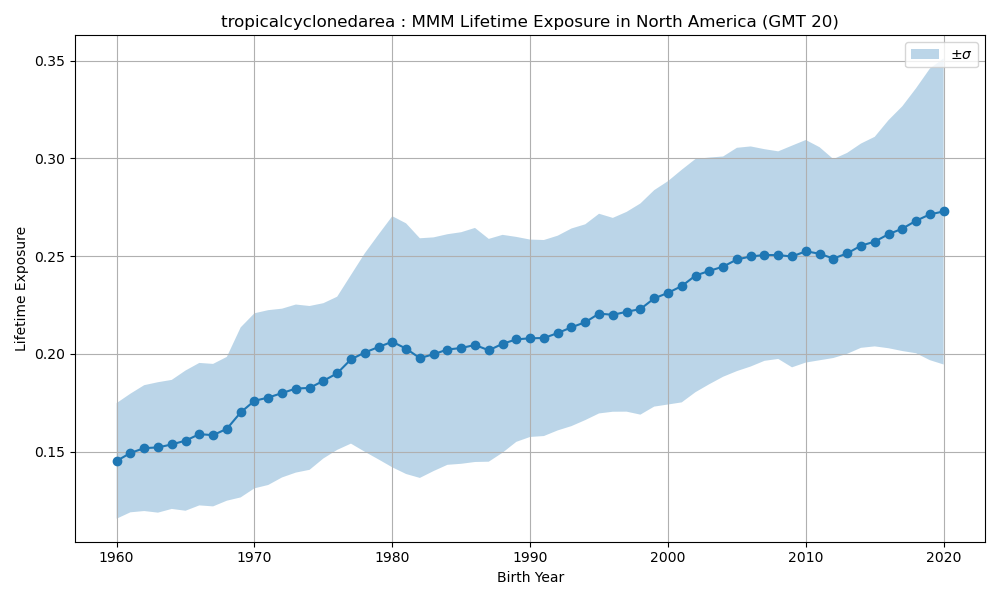 tropicalcyclonedarea : MMM Lifetime Exposure in North America (GMT 20)
±σ
0.35
0.30
0.25
0.20
0.15
Lifetime Exposure
1960 1970 1980 1990 2000 2010 2020
Birth Year